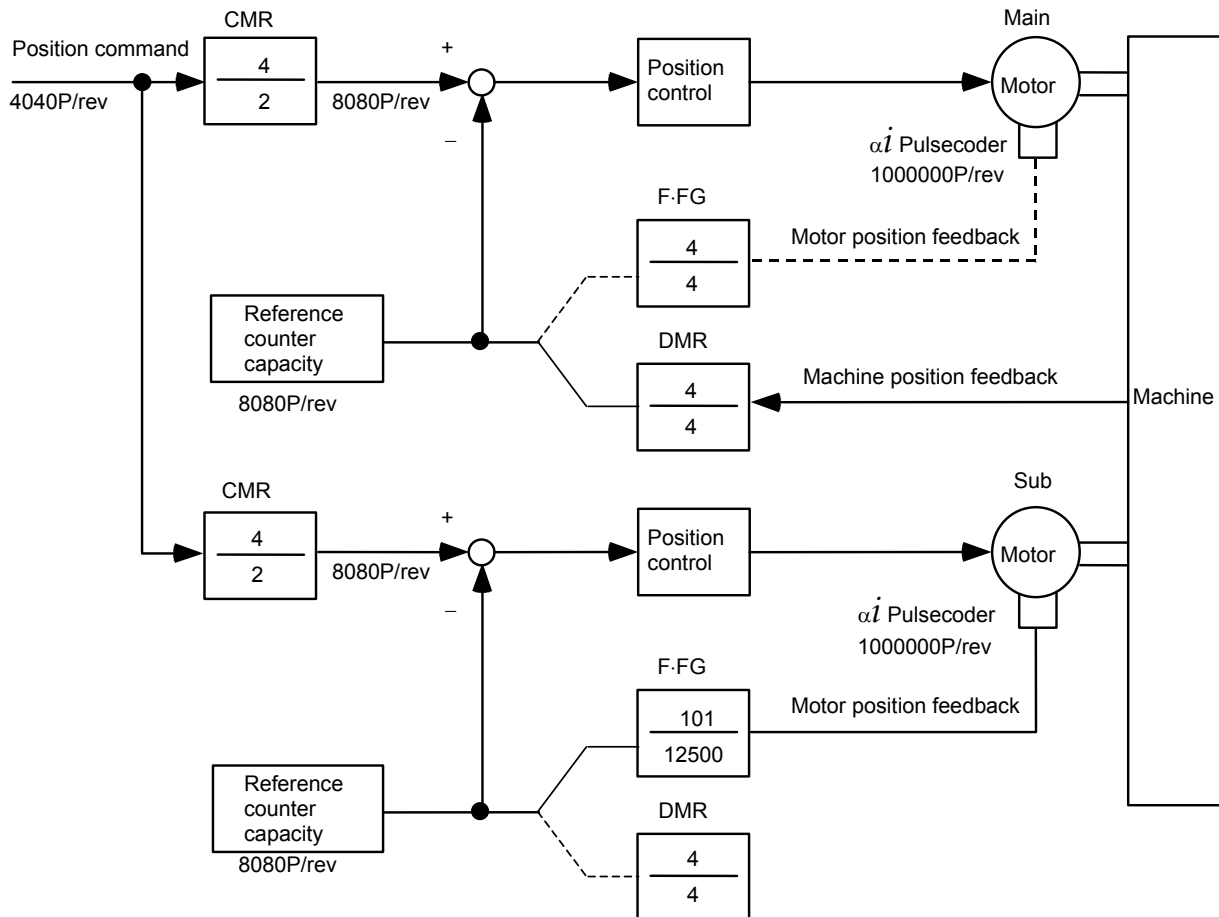 CMR
Main
Position command
4
2
+
Position
control
Motor
4040P/rev
8080P/rev
−
αi Pulsecoder
1000000P/rev
F·FG
4
4
Motor position feedback
Reference
counter
capacity
8080P/rev
DMR
4
4
Machine position feedback
Machine
CMR
Sub
4
2
+
Position
control
Motor
8080P/rev
−
αi Pulsecoder
1000000P/rev
F·FG
101
12500
Motor position feedback
Reference
counter
capacity
8080P/rev
DMR
4
4